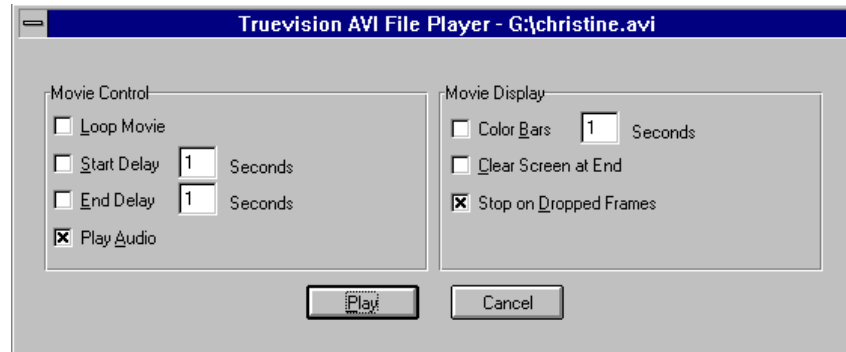 Truevision AVI File Player - G:\christine.avi
Movie Control
Loop Movie
Start Delay 1 Seconds
End Delay 1 Seconds
Play Audio
Movie Display
Color Bars 1 Seconds
Clear Screen at End
Stop on Dropped Frames
Play Cancel